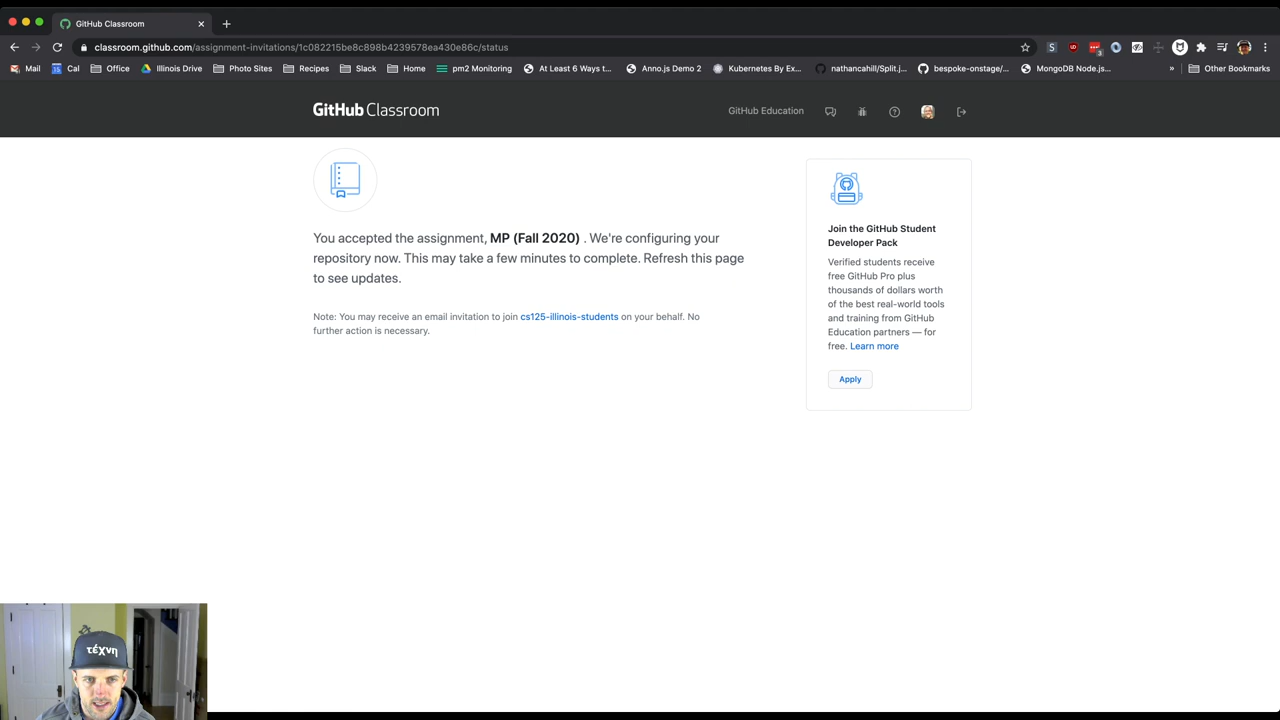 GitHub Classroom
classroom.github.com/assignment-invitations/1c082215be8c898b4239578ea430e86c/status
Mail
Cal
Office
Illinois Drive
Photo Sites
Recipes
Slack
Home
pm2 Monitoring
At Least 6 Ways t...
Anno.js Demo 2
Kubernetes By Ex...
nathancahill/Split.j...
bespoke-onstage/...
MongoDB Node.js...
»
Other Bookmarks
GitHub Classroom
GitHub Education
You accepted the assignment, MP (Fall 2020) . We're configuring your
repository now. This may take a few minutes to complete. Refresh this page
to see updates.
Note: You may receive an email invitation to join cs125-illinois-students on your behalf. No
further action is necessary.
Join the GitHub Student
Developer Pack
Verified students receive
free GitHub Pro plus
thousands of dollars worth
of the best real-world tools
and training from GitHub
Education partners — for
free. Learn more
Apply
τέχνη